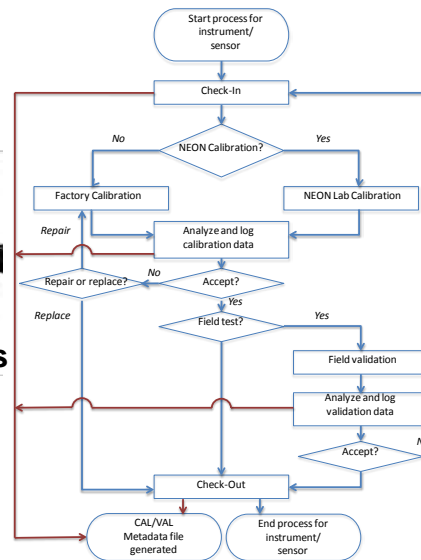 Start process for
instrument/
sensor
Check-In
No
NEON Calibration?
Yes
Factory Calibration
NEON Lab Calibration
Repair
Analyze and log
calibration data
Repair or replace?
No
Accept?
Yes
Replace
Field test?
Yes
s
Field validation
Analyze and log
validation data
Accept?
N
Check-Out
CAL/VAL
Metadata file
generated
End process for
instrument/
sensor